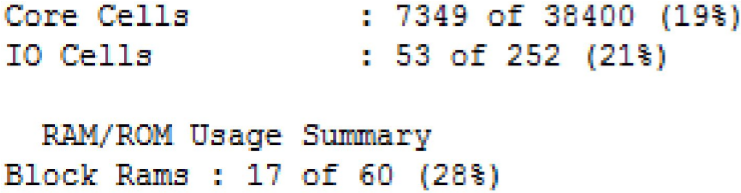 Core Cells : 7349 of 38400 (19%)
IO Cells : 53 of 252 (21%)
RAM/ROM Usage Summary
Block Rams : 17 of 60 (28%)